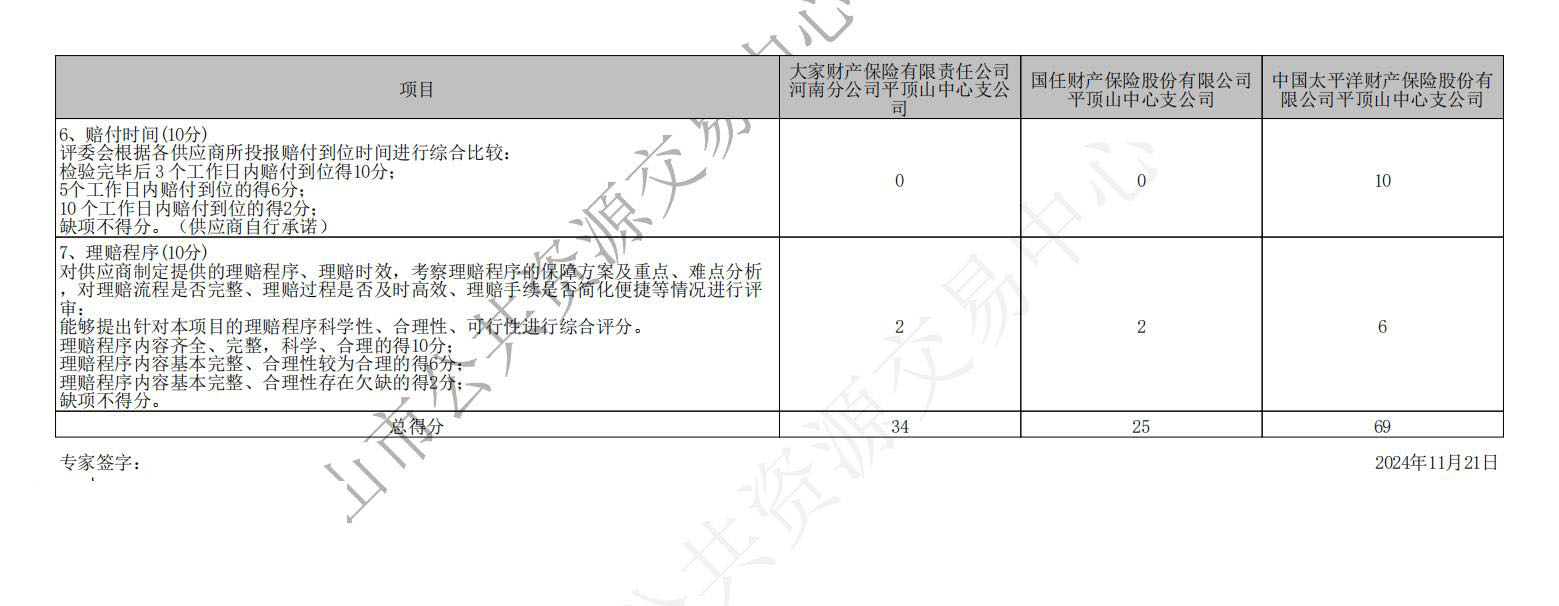 项目
大家财产保险有限责任公司
河南分公司平顶山中心支公
司
国任财产保险股份有限公司
平顶山中心支公司
中国太平洋财产保险股份有
限公司平顶山中心支公司
6、赔付时间(10分)
评委会根据各供应商所投报赔付到位时间进行综合比较：
检验完毕后 3 个工作日内赔付到位得10分；
5个工作日内赔付到位的得6分；
10 个工作日内赔付到位的得2分；
缺项不得分。（供应商自行承诺）
0
0
10
7、理赔程序(10分)
对供应商制定提供的理赔程序、理赔时效，考察理赔程序的保障方案及重点、难点分析
，对理赔流程是否完整、理赔过程是否及时高效、理赔手续是否简化便捷等情况进行评
审：
能够提出针对本项目的理赔程序科学性、合理性、可行性进行综合评分。
理赔程序内容齐全、完整，科学、合理的得10分；
理赔程序内容基本完整、合理性较为合理的得6分；
理赔程序内容基本完整、合理性存在欠缺的得2分；
缺项不得分。
2
2
6
总得分
34
25
69
专家签字：
2024年11月21日
山市公共资源交易中心
公共资源交易中心